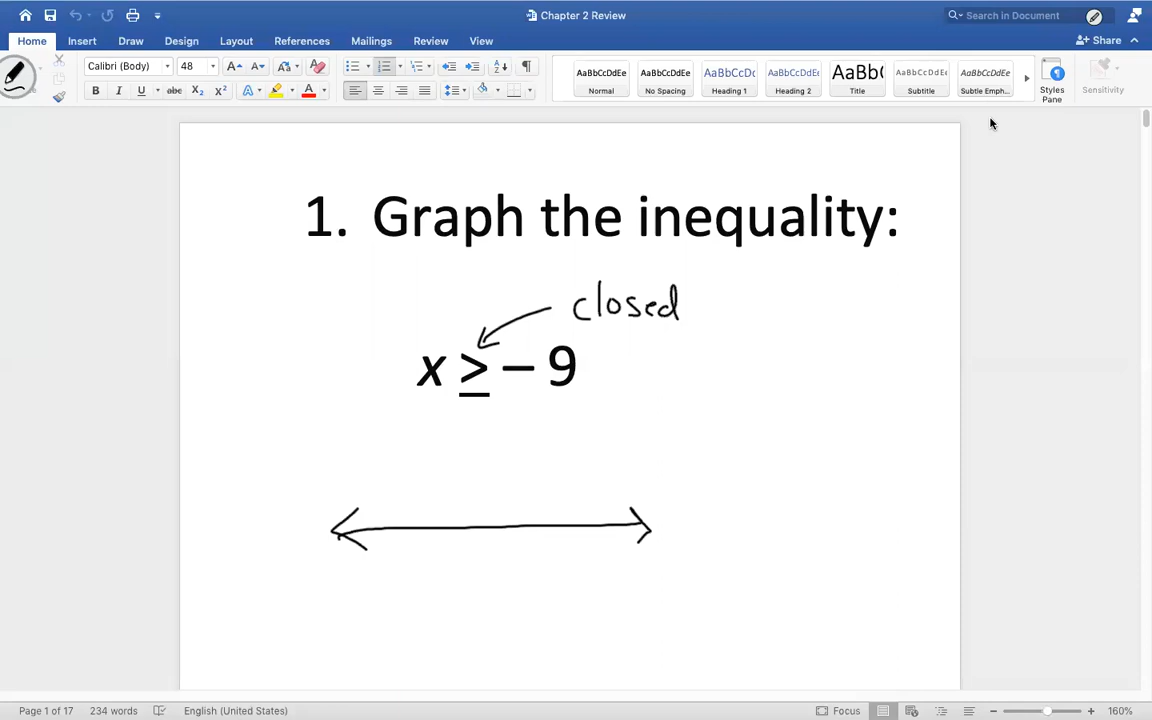 Chapter 2 Review
Search in Document
Home Insert Draw Design Layout References Mailings Review View
Share
Calibri (Body) 48
AaBbCcDdEe AaBbCcDdEe AaBbCcDc AaBbCcDdEe AaBb( AaBbCcDdEe AaBbCcDdEe
Normal No Spacing Heading 1 Heading 2 Title Subtitle Subtle Emph...
Styles Pane
Sensitivity
B I U abc X₂ X² A A
1. Graph the inequality:
closed
x ≥ – 9
Page 1 of 17 234 words English (United States) Focus 160%